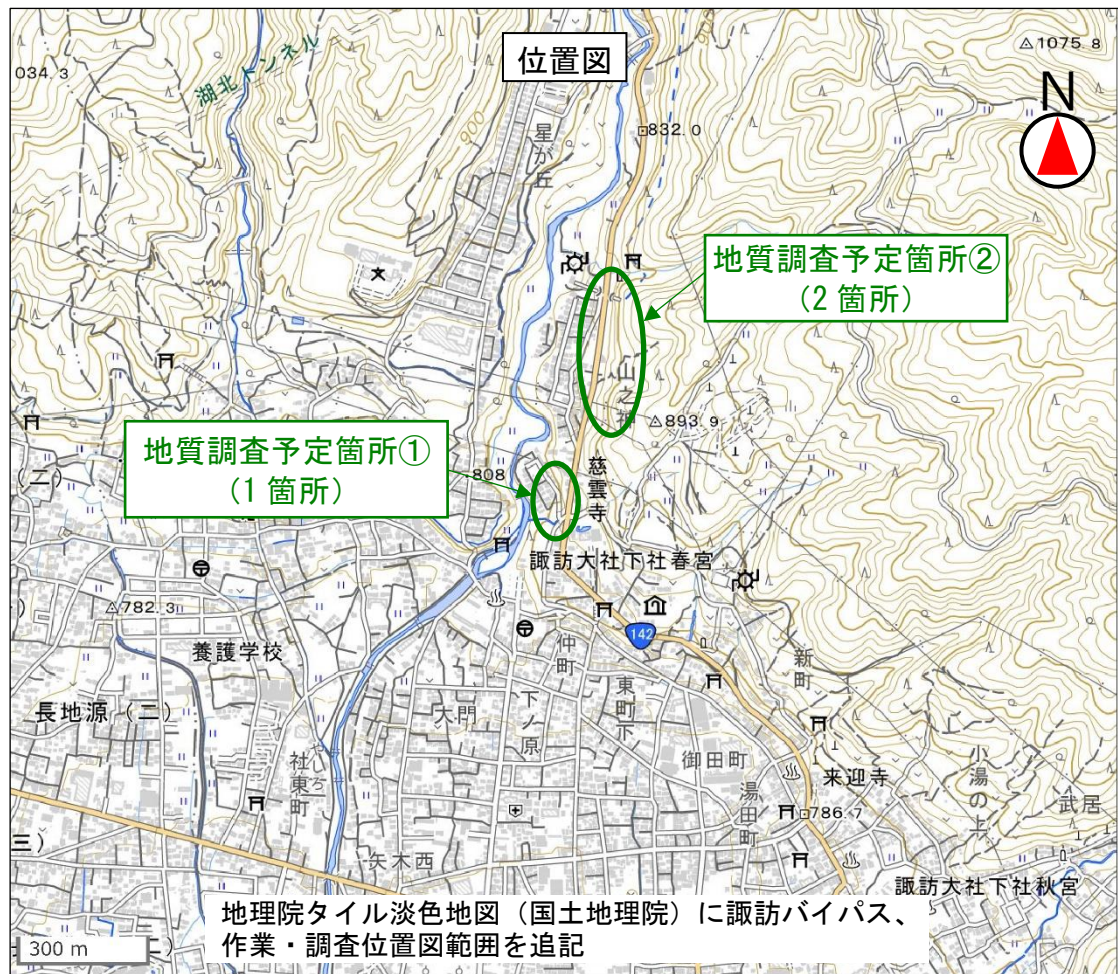 位置図
N
034.3
湖北トンネル
900
900
△1075.8
832.0
星が丘
地質調査予定箇所②
（2 箇所）
山之神
△893.9
地質調査予定箇所①
（1 箇所）
808
慈雲寺
（二）
諏訪大社下社春宮
△782.3
養護学校
142
仲町
新町
長地源（二）
大門
下ノ原
東町下
御田町
社東町
やしろ
湯田町
来迎寺
小湯の上
武居
786.7
三）
矢木西
諏訪大社下社秋宮
地理院タイル淡色地図（国土地理院）に諏訪バイパス、
作業・調査位置図範囲を追記
300 m